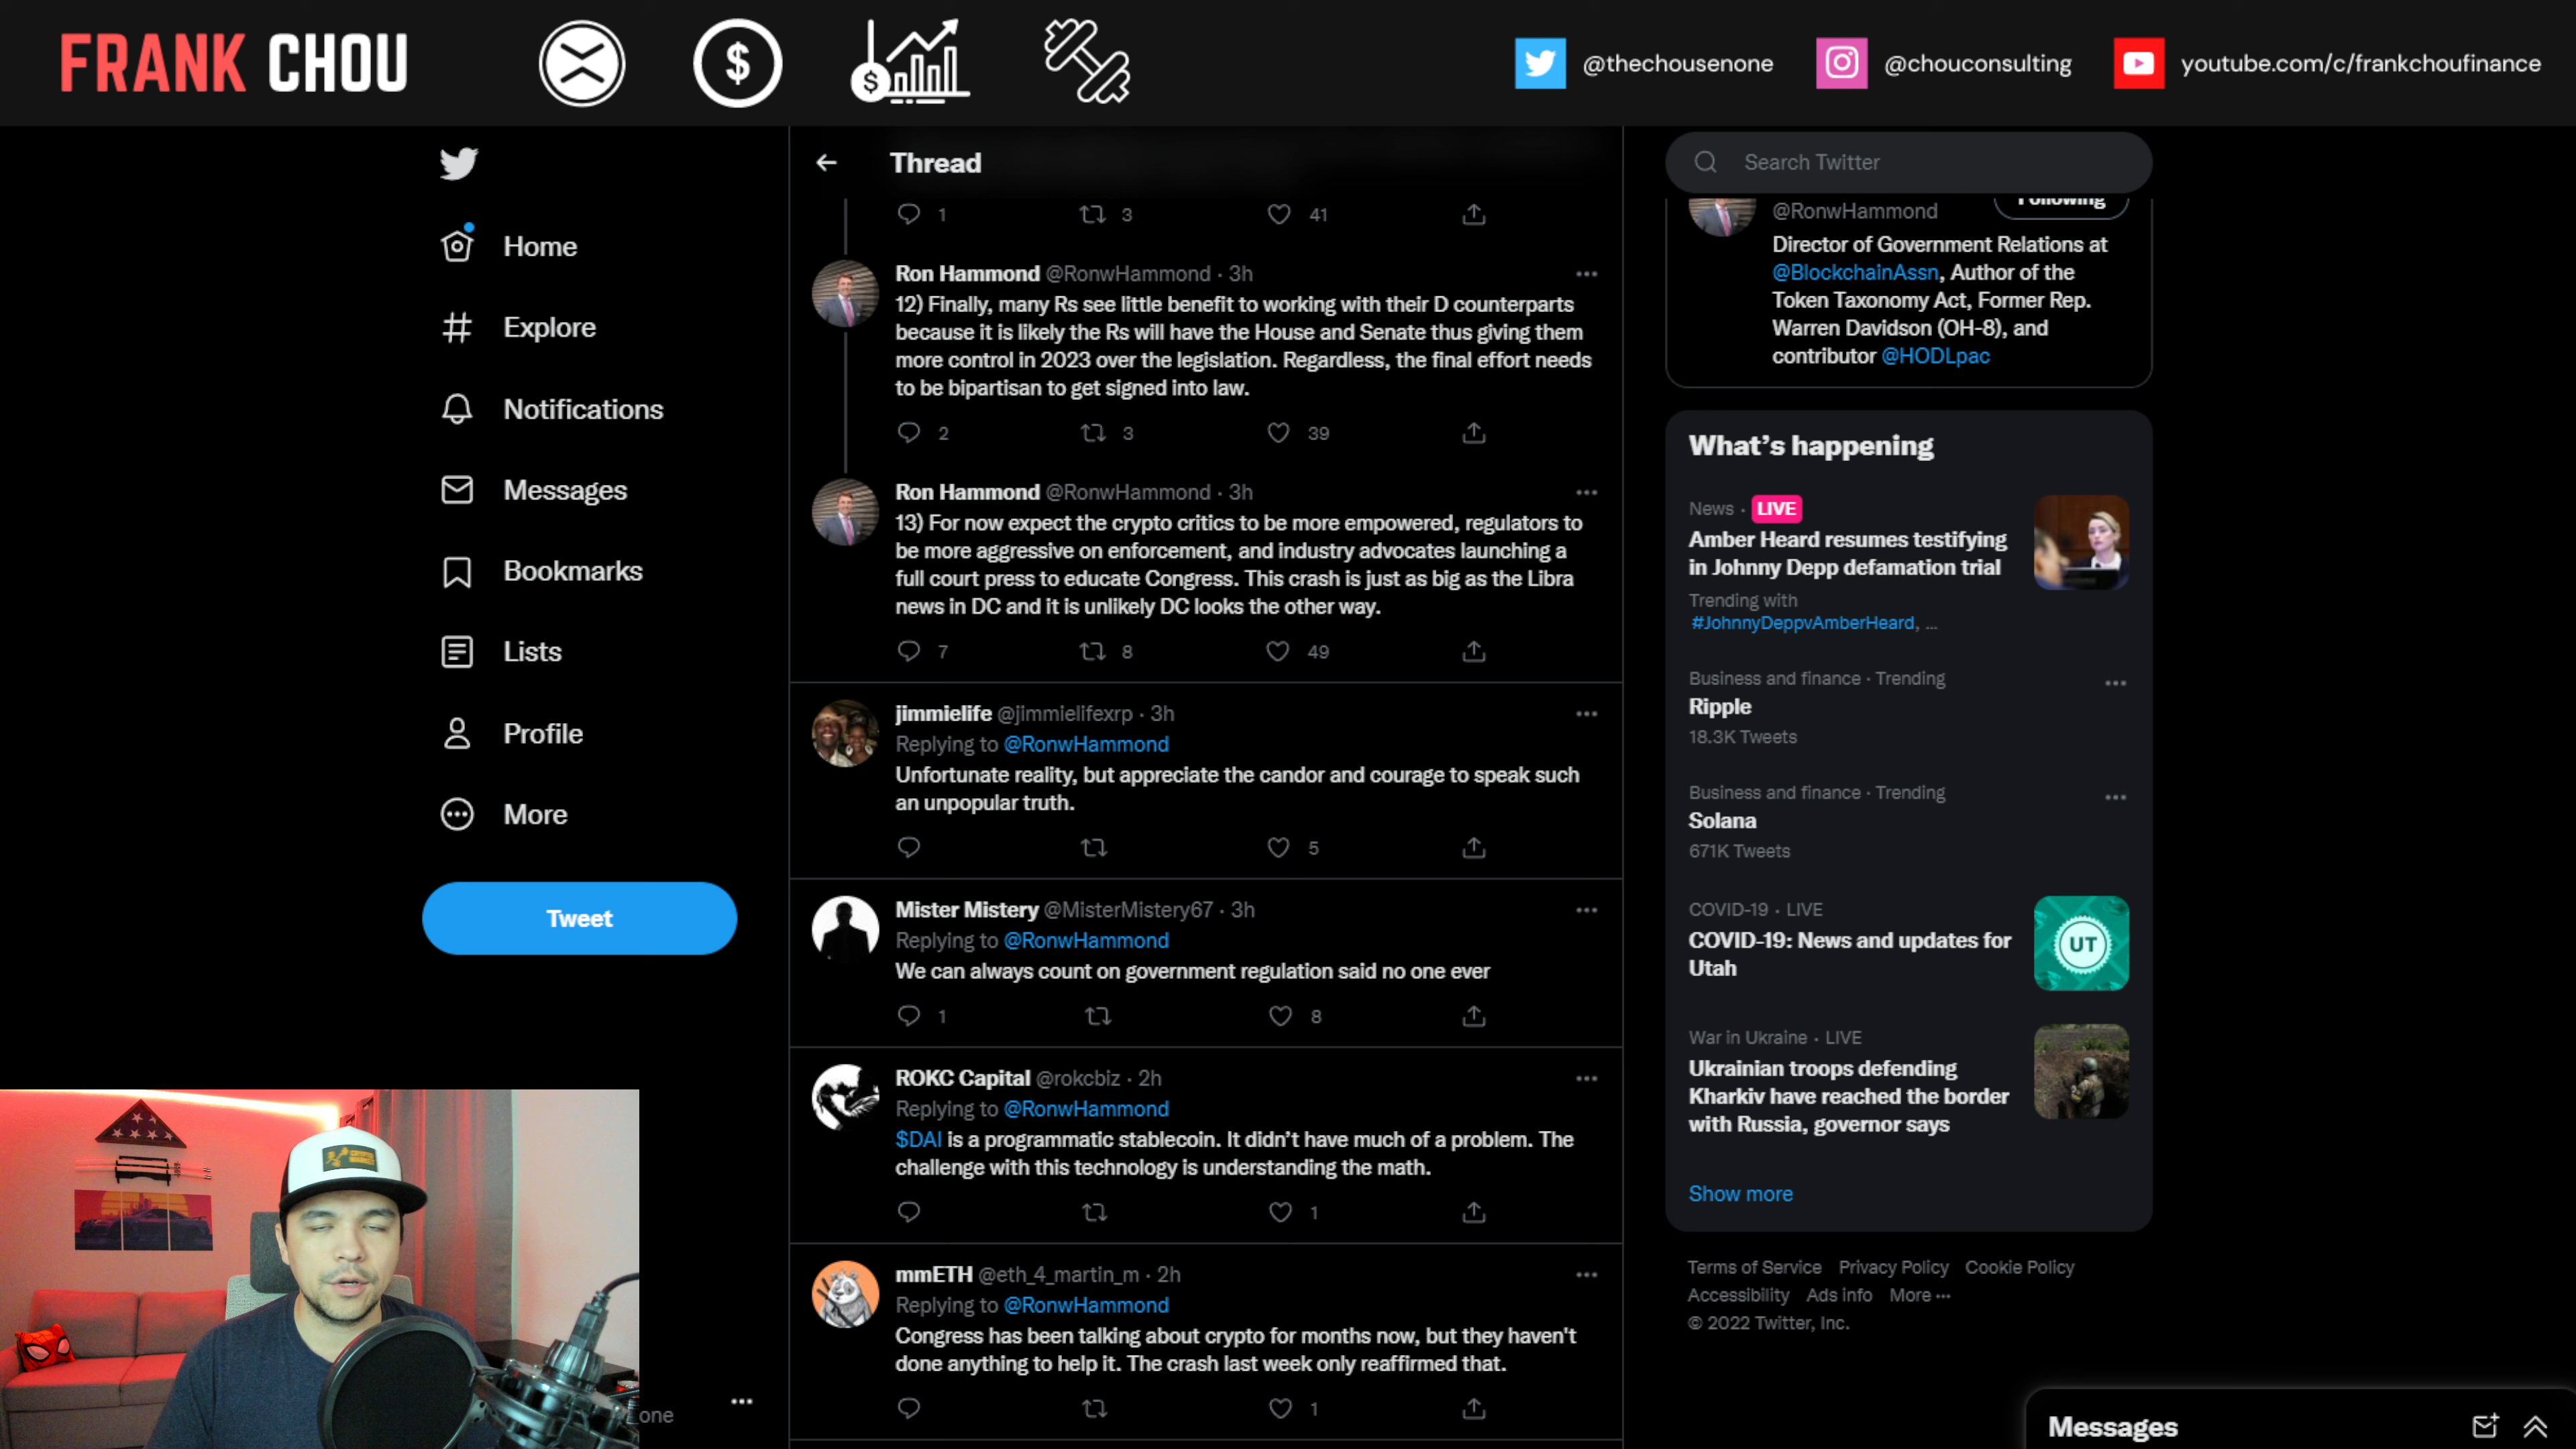 FRANK CHOU
@thechousenone
@chouconsulting
youtube.com/c/frankchoufinance
Home
Explore
Notifications
Messages
Bookmarks
Lists
Profile
More
Tweet
one
Thread
1 3 41
Ron Hammond @RonwHammond · 3h
12) Finally, many Rs see little benefit to working with their D counterparts
because it is likely the Rs will have the House and Senate thus giving them
more control in 2023 over the legislation. Regardless, the final effort needs
to be bipartisan to get signed into law.
2 3 39
Ron Hammond @RonwHammond · 3h
13) For now expect the crypto critics to be more empowered, regulators to
be more aggressive on enforcement, and industry advocates launching a
full court press to educate Congress. This crash is just as big as the Libra
news in DC and it is unlikely DC looks the other way.
7 8 49
jimmielife @jimmielifexrp · 3h
Replying to @RonwHammond
Unfortunate reality, but appreciate the candor and courage to speak such
an unpopular truth.
5
Mister Mistery @MisterMistery67 · 3h
Replying to @RonwHammond
We can always count on government regulation said no one ever
1 8
ROKC Capital @rokcbiz · 2h
Replying to @RonwHammond
$DAI is a programmatic stablecoin. It didn't have much of a problem. The
challenge with this technology is understanding the math.
1
mmETH @eth_4_martin_m · 2h
Replying to @RonwHammond
Congress has been talking about crypto for months now, but they haven't
done anything to help it. The crash last week only reaffirmed that.
1
Search Twitter
@RonwHammond
Following
Director of Government Relations at
@BlockchainAssn, Author of the
Token Taxonomy Act, Former Rep.
Warren Davidson (OH-8), and
contributor @HODLpac
What's happening
News · LIVE
Amber Heard resumes testifying
in Johnny Depp defamation trial
Trending with
#JohnnyDeppvAmberHeard, ...
Business and finance · Trending
Ripple
18.3K Tweets
Business and finance · Trending
Solana
671K Tweets
COVID-19 · LIVE
COVID-19: News and updates for
Utah
UT
War in Ukraine · LIVE
Ukrainian troops defending
Kharkiv have reached the border
with Russia, governor says
Show more
Terms of Service Privacy Policy Cookie Policy
Accessibility Ads info More ···
© 2022 Twitter, Inc.
Messages